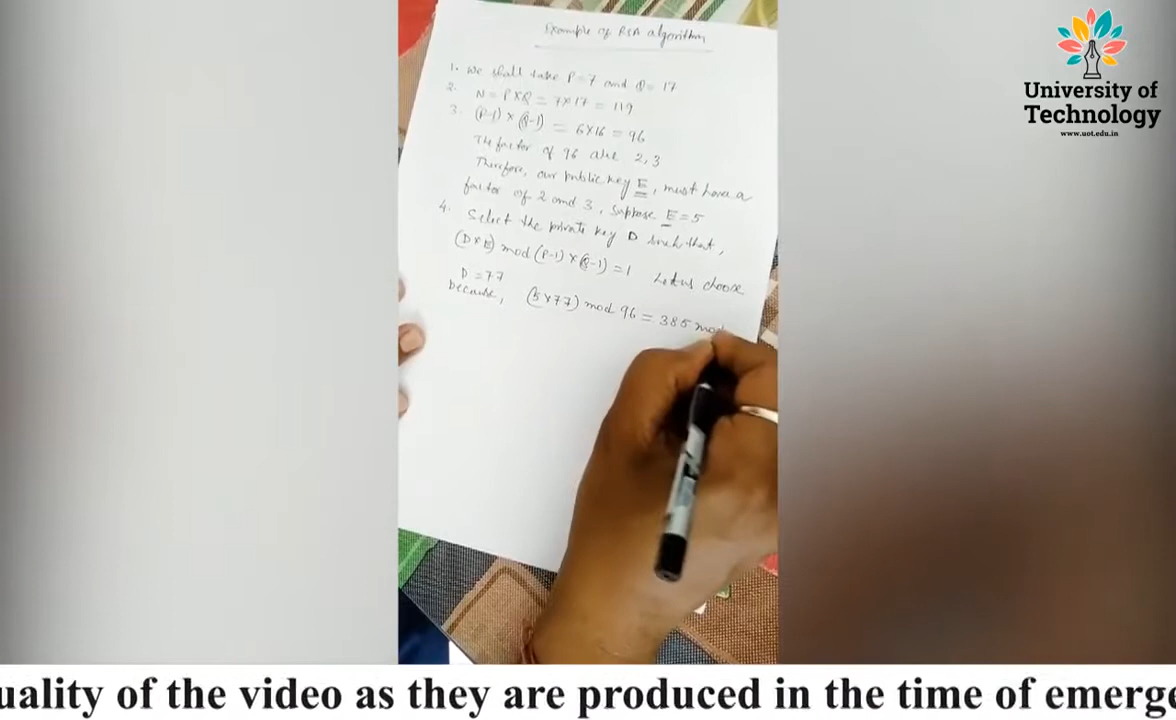 Example of RSA algorithm
1. We shall take P=7 and Q=17
2. N = P×Q = 7×17 = 119
3. (P-1) × (Q-1) = 6×16 = 96
The factor of 96 are 2, 3
Therefore, our public key E, must have a
factor of 2 and 3, suppose E=5
4. Select the private key D such that,
(D×E) mod (P-1) × (Q-1) = 1 Let us choose
D = 77
because, (5×77) mod 96 = 385 mod
University of
Technology
www.uot.edu.in
uality of the video as they are produced in the time of emerge